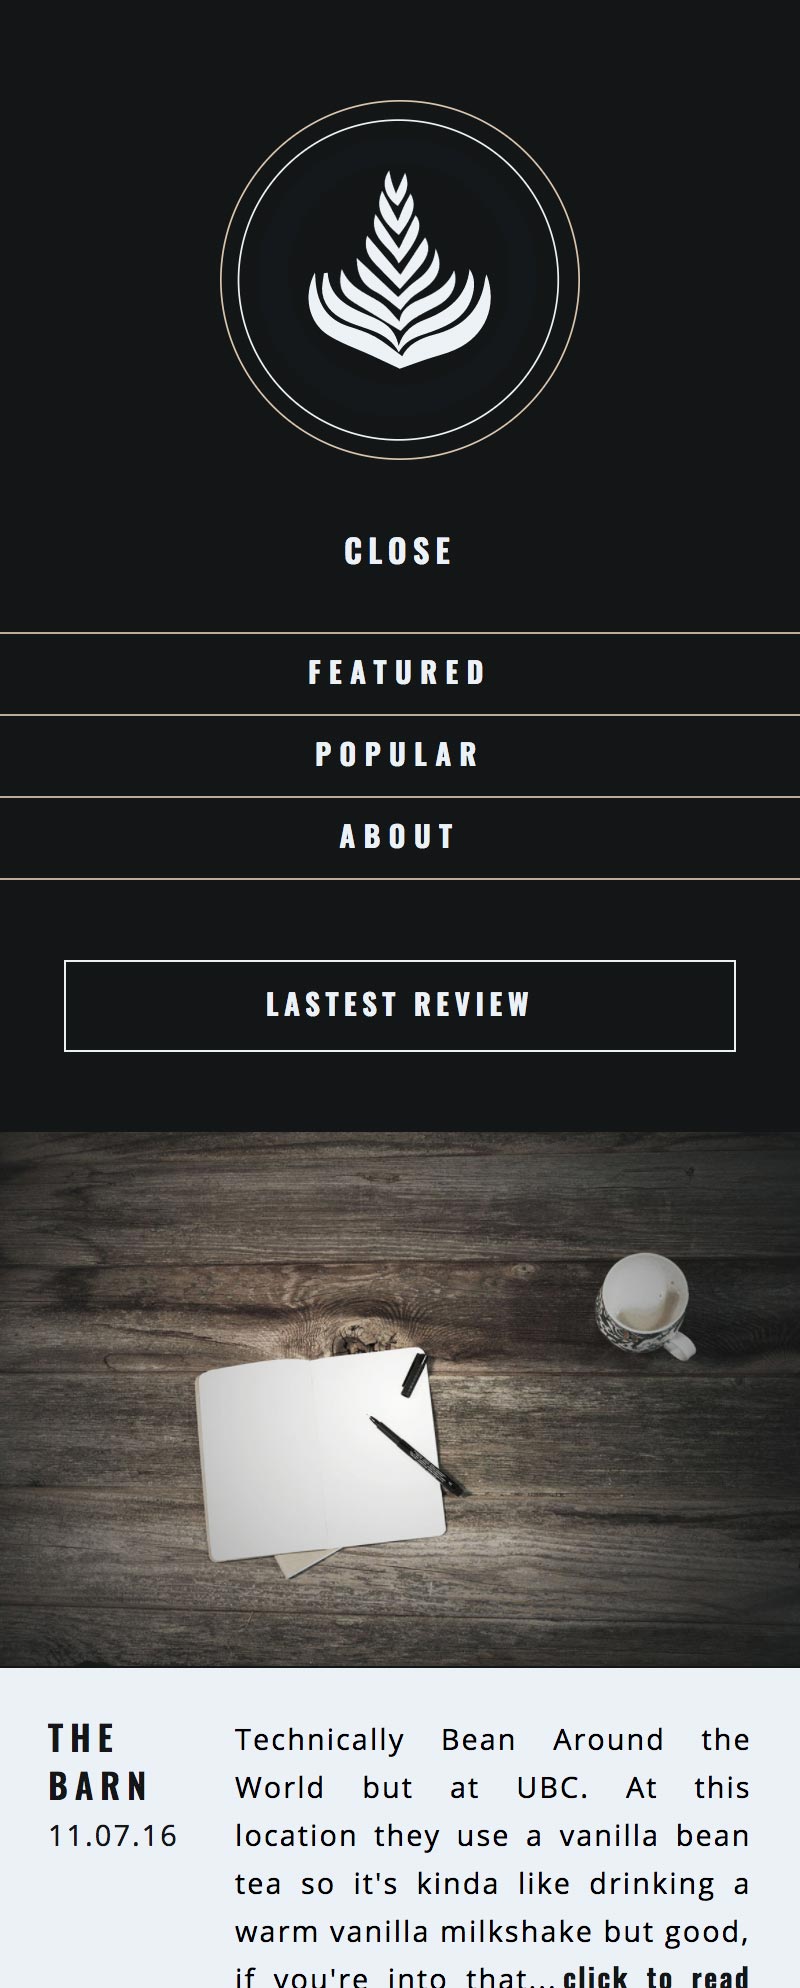 CLOSE
FEATURED
POPULAR
ABOUT
LASTEST REVIEW
THE
BARN
11.07.16
Technically Bean Around the
World but at UBC. At this
location they use a vanilla bean
tea so it's kinda like drinking a
warm vanilla milkshake but good,
if you're into that... click to read